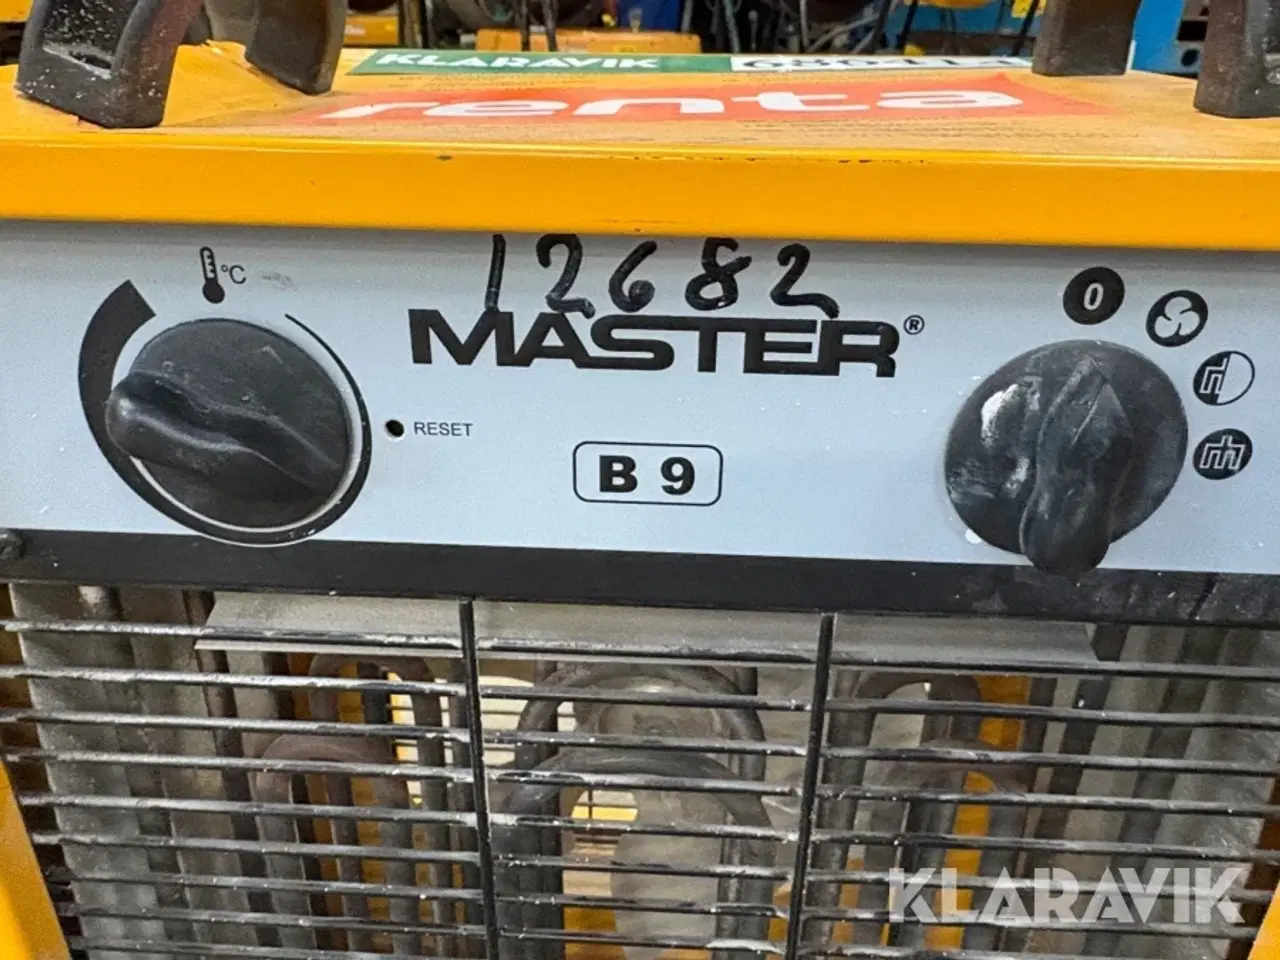 KLARAVIK
renta
12682
MASTER®
°C
0
RESET
B 9
KLARAVIK